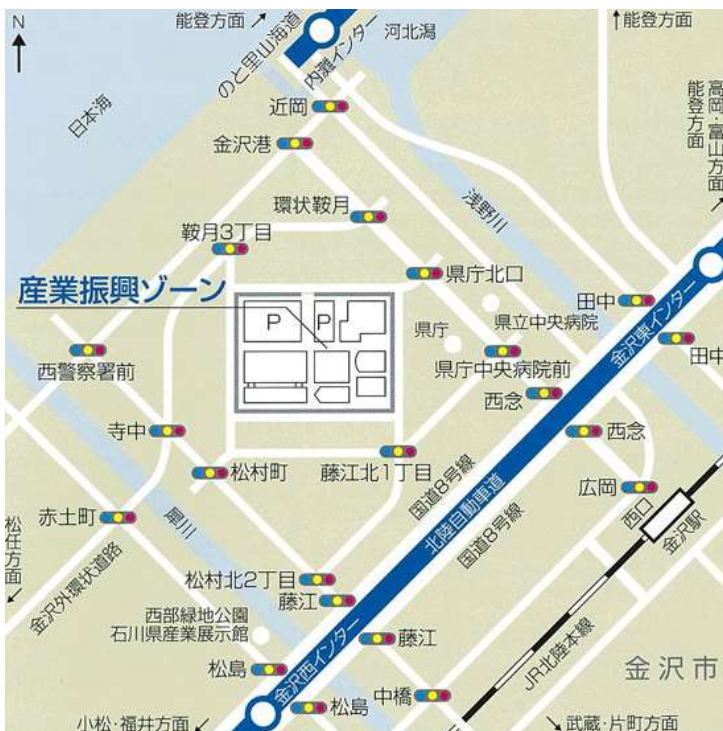 N
能登方面
のと里山海道
内灘インター
河北潟
能登方面
高岡・富山方面
能登方面
日本海
近岡
金沢港
浅野川
環状鞍月
鞍月3丁目
県庁北口
産業振興ゾーン
P
P
田中
県立中央病院
金沢東インター
県庁
田中
西警察署前
県庁中央病院前
西念
西念
寺中
松村町
藤江北1丁目
国道8号線
広岡
西口
金沢駅
赤土町
北陸自動車道
国道8号線
松任方面
犀川
金沢外環状道路
松村北2丁目
藤江
西部緑地公園
石川県産業展示館
藤江
JR北陸本線
松島
金沢西インター
金沢市
中橋
松島
小松・福井方面
武蔵・片町方面